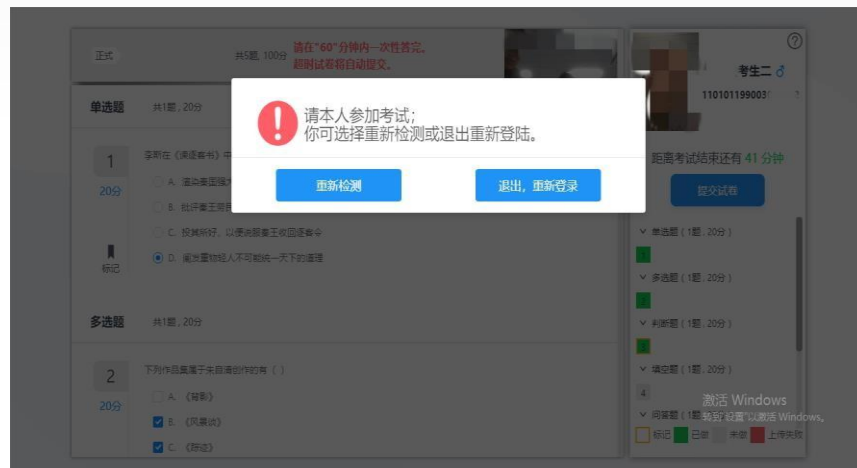 正式
共5题, 100分
请在"60"分钟内一次性答完。
超时试卷将自动提交。
考生二
110101199003
单选题 共1题, 20分
请本人参加考试；
你可选择重新检测或退出重新登陆。
重新检测
退出，重新登录
距离考试结束还有 41 分钟
提交试卷
1
20分
标记
李斯在《谏逐客书》中
A.
B.
C. 投其所好，以便说服秦王收回逐客令
D. 阐发重物轻人不可能统一天下的道理
多选题 共1题, 20分
2
20分
下列作品集属于朱自清创作的有（ ）
A. 《背影》
B.
C. 《踪迹》
单选题 ( 1题, 20分 )
1
多选题 ( 1题, 20分 )
2
判断题 ( 1题, 20分 )
3
填空题 ( 1题, 20分 )
4
问答题 ( 1题,
激活 Windows
转到"设置"以激活 Windows。
标记 已做 未做 上传失败